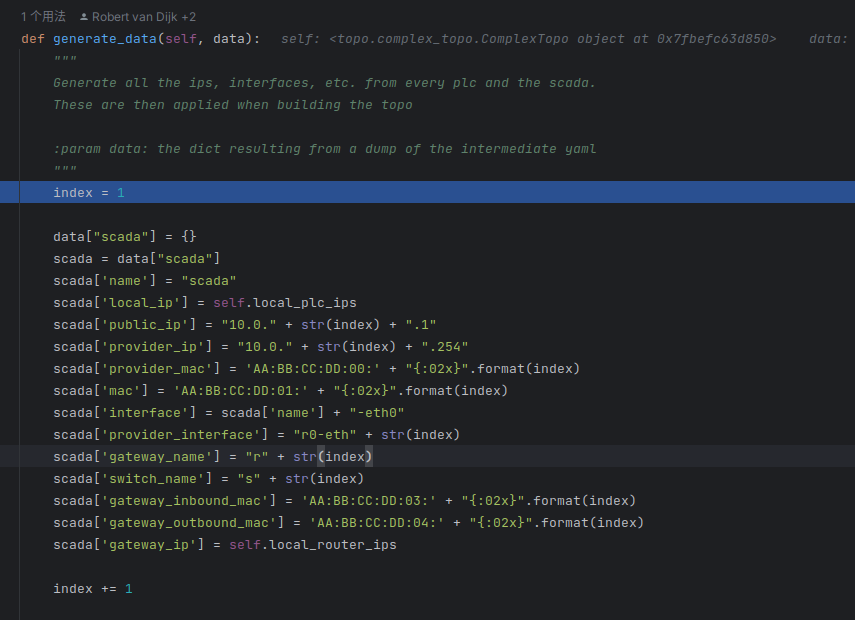 1 个用法 Robert van Dijk +2
def generate_data(self, data): self: <topo.complex_topo.ComplexTopo object at 0x7fbefc63d850> data:
"""
Generate all the ips, interfaces, etc. from every plc and the scada.
These are then applied when building the topo
:param data: the dict resulting from a dump of the intermediate yaml
"""
index = 1
data["scada"] = {}
scada = data["scada"]
scada['name'] = "scada"
scada['local_ip'] = self.local_plc_ips
scada['public_ip'] = "10.0." + str(index) + ".1"
scada['provider_ip'] = "10.0." + str(index) + ".254"
scada['provider_mac'] = 'AA:BB:CC:DD:00:' + "{:02x}".format(index)
scada['mac'] = 'AA:BB:CC:DD:01:' + "{:02x}".format(index)
scada['interface'] = scada['name'] + "-eth0"
scada['provider_interface'] = "r0-eth" + str(index)
scada['gateway_name'] = "r" + str(index)
scada['switch_name'] = "s" + str(index)
scada['gateway_inbound_mac'] = 'AA:BB:CC:DD:03:' + "{:02x}".format(index)
scada['gateway_outbound_mac'] = 'AA:BB:CC:DD:04:' + "{:02x}".format(index)
scada['gateway_ip'] = self.local_router_ips
index += 1